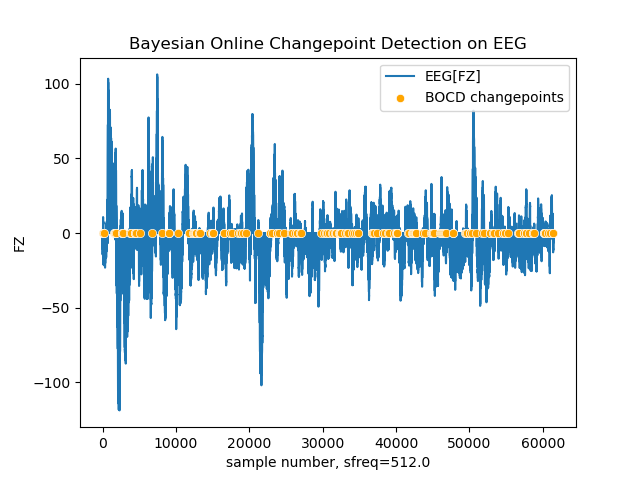 Bayesian Online Changepoint Detection on EEG
EEG[FZ]
BOCD changepoints
100
50
0
−50
−100
FZ
0 10000 20000 30000 40000 50000 60000
sample number, sfreq=512.0